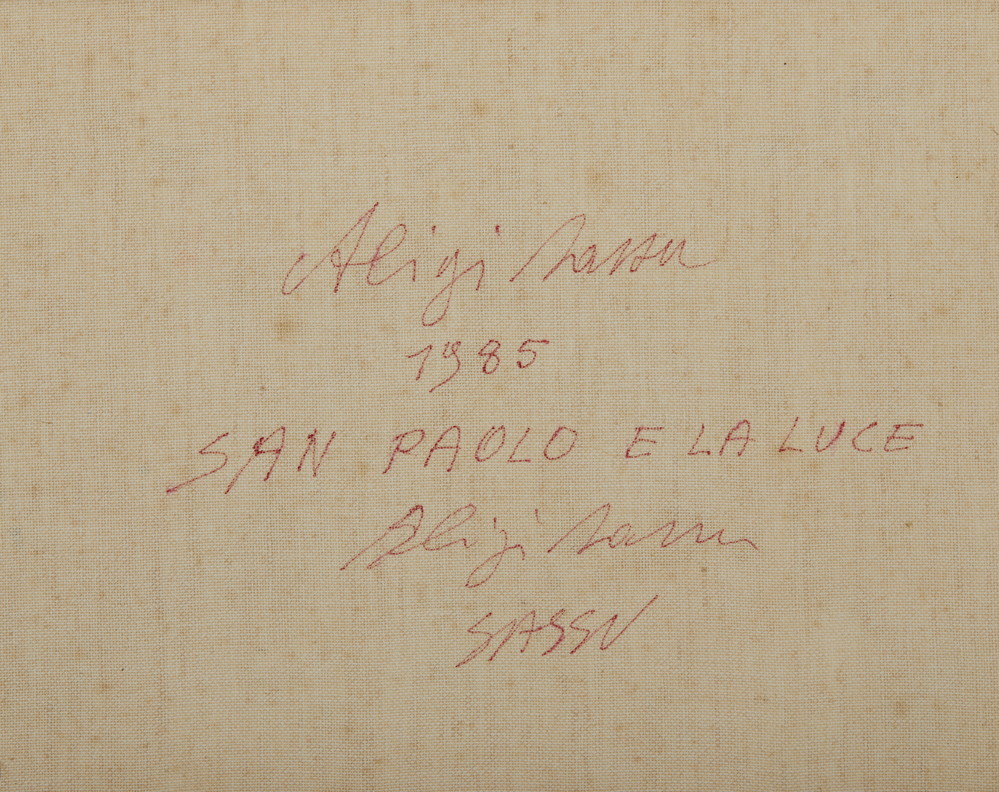 Aligi Sassu
1985
SAN PAOLO E LA LUCE
Aligi Sassu
SASSU